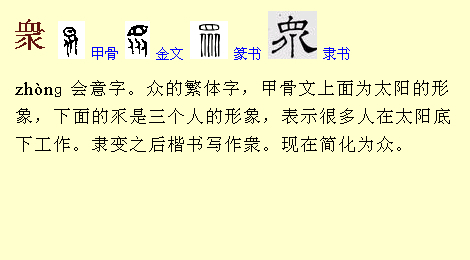 衆 甲骨 金文 篆书 隶书
zhòng 会意字。众的繁体字，甲骨文上面为太阳的形
象，下面的乑是三个人的形象，表示很多人在太阳底
下工作。隶变之后楷书写作衆。现在简化为众。